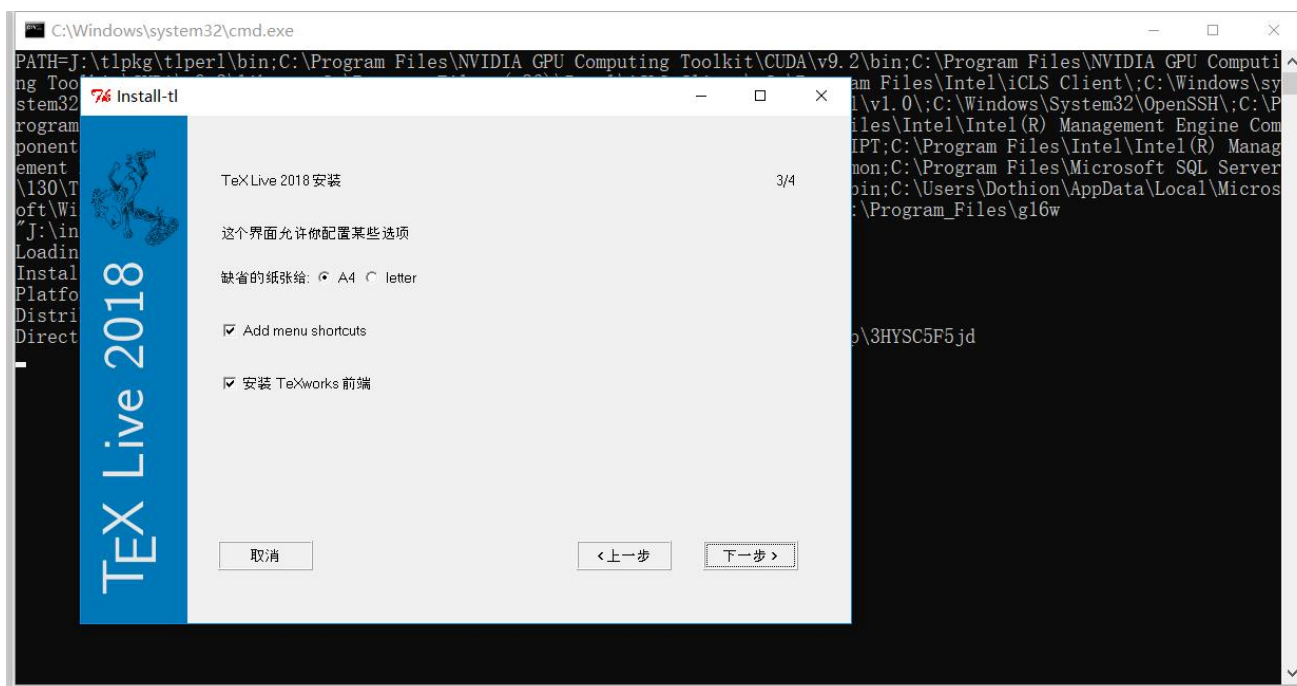 C:\Windows\system32\cmd.exe
PATH=J:\tlpkg\tlperl\bin;C:\Program Files\NVIDIA GPU Computing Toolkit\CUDA\v9.2\bin;C:\Program Files\NVIDIA GPU Computi
ng Too
am Files\Intel\iCLS Client\;C:\Windows\sy
stem32
l\v1.0\;C:\Windows\System32\OpenSSH\;C:\P
rogram
iles\Intel\Intel(R) Management Engine Com
ponent
IPT;C:\Program Files\Intel\Intel(R) Manag
ement
mon;C:\Program Files\Microsoft SQL Server
\130\T
bin;C:\Users\Dothion\AppData\Local\Micros
oft\Wi
:\Program_Files\gl6w
"J:\in
Loadin
Instal
Platfo
Distri
Direct
p\3HYSC5F5jd
Install-tl
TEX Live 2018
TeX Live 2018 安装
3/4
这个界面允许你配置某些选项
缺省的纸张给: A4 letter
Add menu shortcuts
安装 TeXworks 前端
取消
‹上一步
下一步›